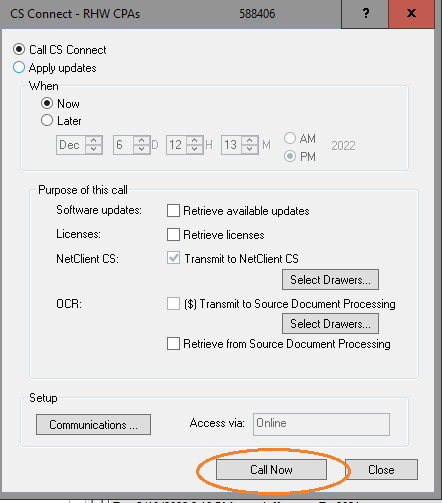 CS Connect - RHW CPAs 588406 ? X
Call CS Connect
Apply updates
When
Now
Later
Dec 6 D 12 H 13 M AM PM 2022
Purpose of this call
Software updates: Retrieve available updates
Licenses: Retrieve licenses
NetClient CS: Transmit to NetClient CS
Select Drawers...
OCR: ($) Transmit to Source Document Processing
Select Drawers...
Retrieve from Source Document Processing
Setup
Communications ... Access via: Online
Call Now Close